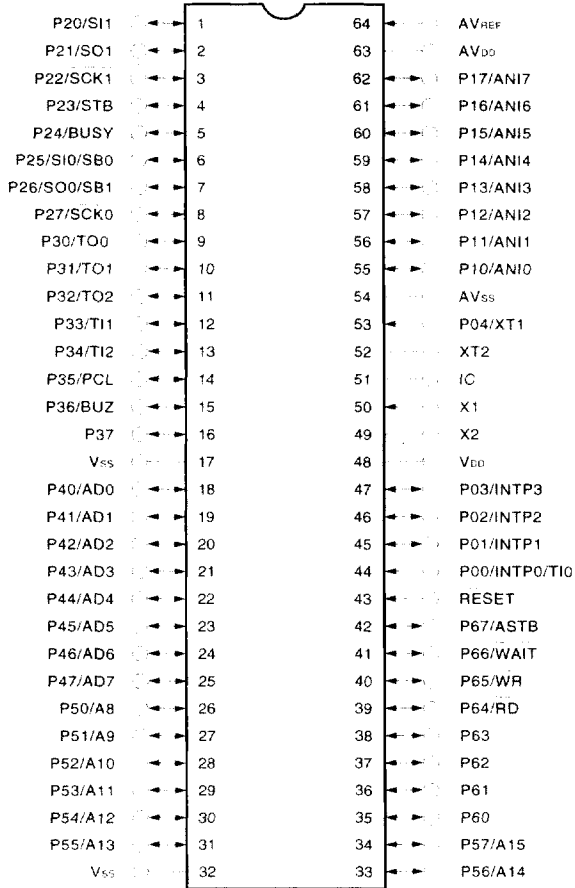 P20/SI1 1 64 AVREF
P21/SO1 2 63 AVDD
P22/SCK1 3 62 P17/ANI7
P23/STB 4 61 P16/ANI6
P24/BUSY 5 60 P15/ANI5
P25/SI0/SB0 6 59 P14/ANI4
P26/SO0/SB1 7 58 P13/ANI3
P27/SCK0 8 57 P12/ANI2
P30/TO0 9 56 P11/ANI1
P31/TO1 10 55 P10/ANI0
P32/TO2 11 54 AVss
P33/TI1 12 53 P04/XT1
P34/TI2 13 52 XT2
P35/PCL 14 51 IC
P36/BUZ 15 50 X1
P37 16 49 X2
Vss 17 48 VDD
P40/AD0 18 47 P03/INTP3
P41/AD1 19 46 P02/INTP2
P42/AD2 20 45 P01/INTP1
P43/AD3 21 44 P00/INTP0/TI0
P44/AD4 22 43 RESET
P45/AD5 23 42 P67/ASTB
P46/AD6 24 41 P66/WAIT
P47/AD7 25 40 P65/WR
P50/A8 26 39 P64/RD
P51/A9 27 38 P63
P52/A10 28 37 P62
P53/A11 29 36 P61
P54/A12 30 35 P60
P55/A13 31 34 P57/A15
Vss 32 33 P56/A14